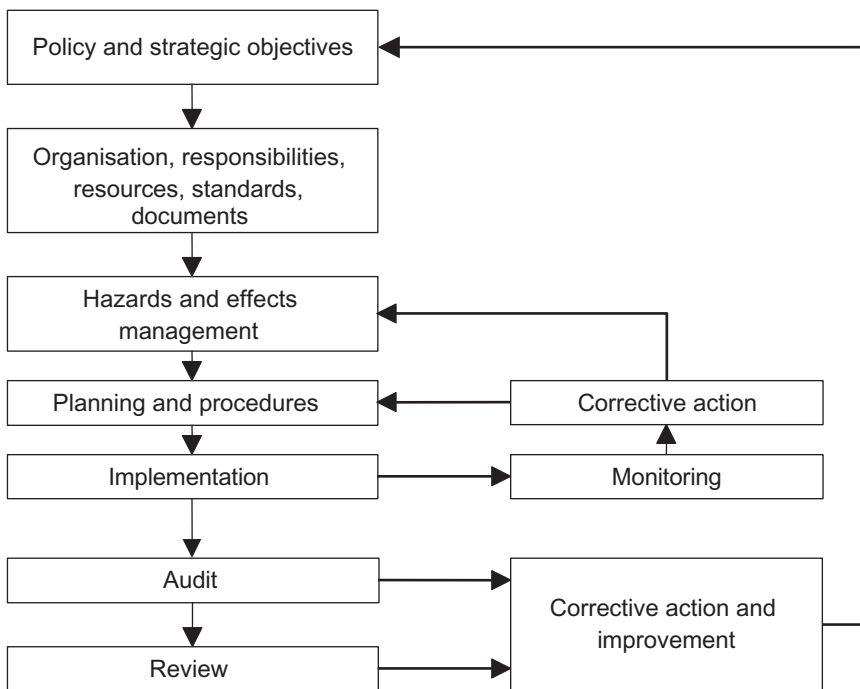 Policy and strategic objectives
Organisation, responsibilities,
resources, standards,
documents
Hazards and effects
management
Planning and procedures
Corrective action
Implementation
Monitoring
Audit
Corrective action and
improvement
Review